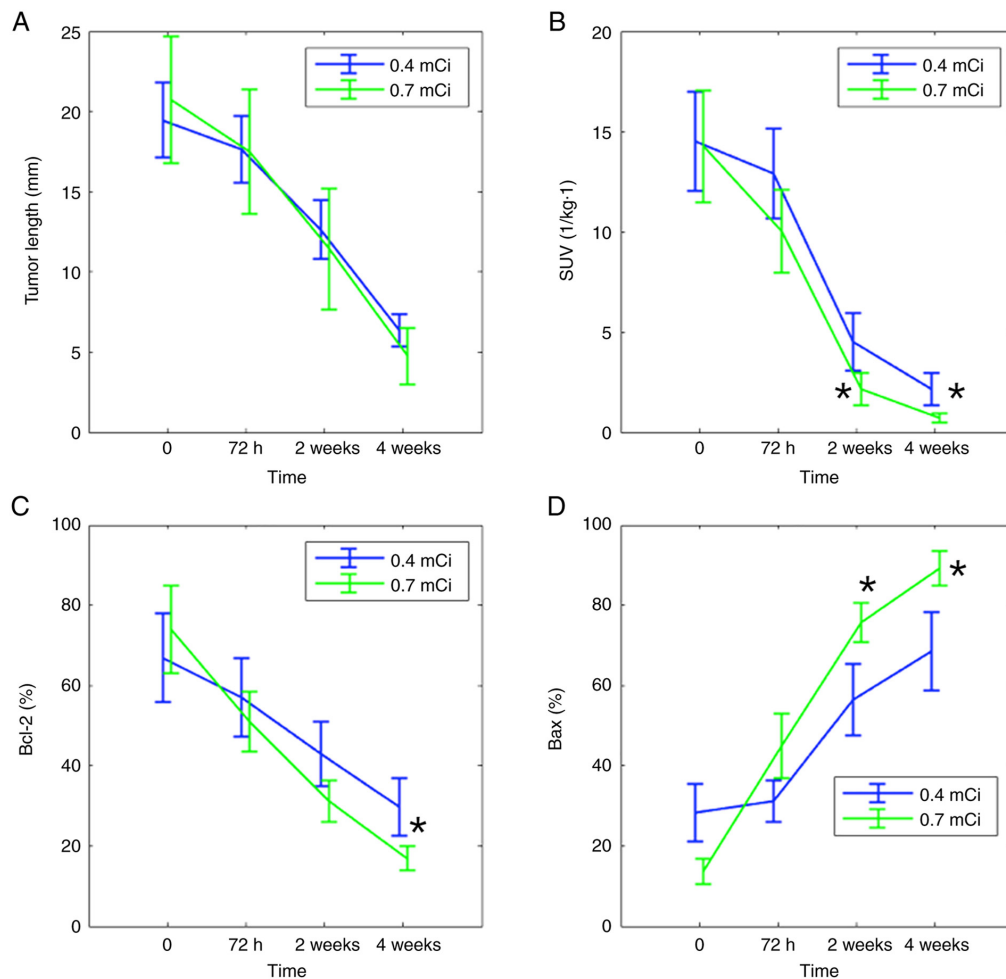 A
25
20
15
10
5
0
Tumor length (mm)
0.4 mCi
0.7 mCi
0 72 h 2 weeks 4 weeks
Time
B
20
15
10
5
0
SUV (1/kg·1)
0.4 mCi
0.7 mCi
*
*
0 72 h 2 weeks 4 weeks
Time
C
100
80
60
40
20
0
Bcl-2 (%)
0.4 mCi
0.7 mCi
*
0 72 h 2 weeks 4 weeks
Time
D
100
80
60
40
20
0
Bax (%)
*
*
0.4 mCi
0.7 mCi
0 72 h 2 weeks 4 weeks
Time